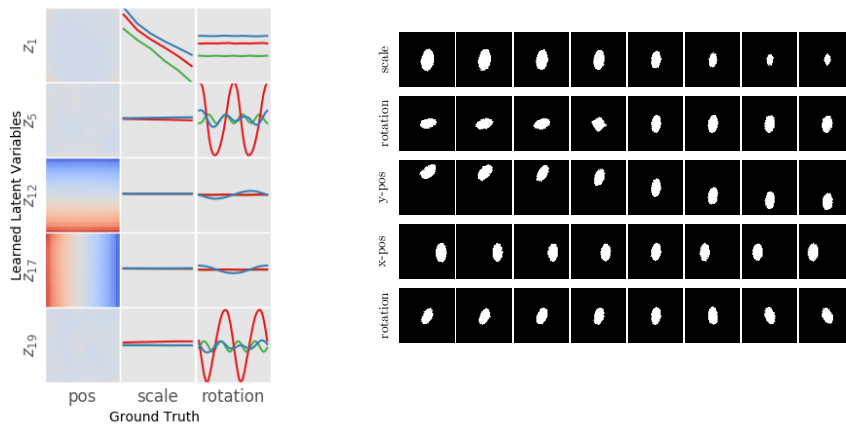 Learned Latent Variables
Z1
Z5
Z12
Z17
Z19
pos
scale
rotation
Ground Truth
scale
rotation
y-pos
x-pos
rotation